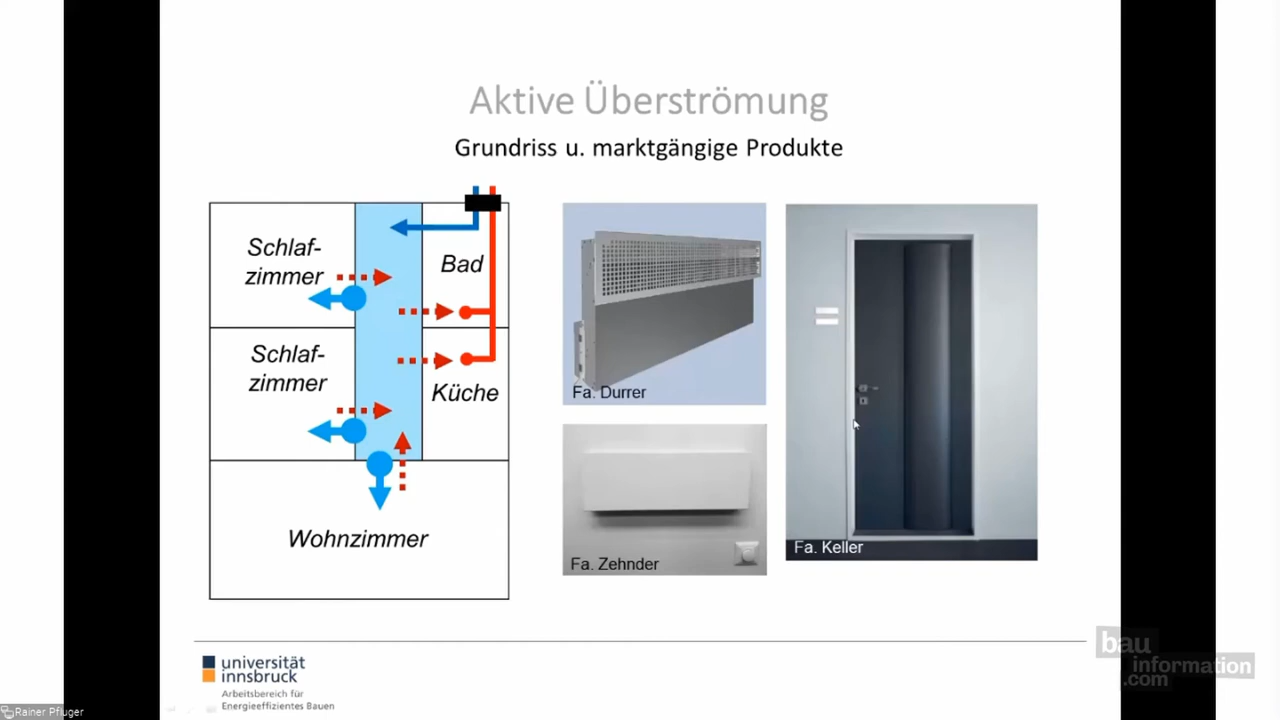 Aktive Überströmung
Grundriss u. marktgängige Produkte
Schlaf-
zimmer
Bad
Schlaf-
zimmer
Küche
Wohnzimmer
Fa. Durrer
Fa. Zehnder
Fa. Keller
universität
innsbruck
Arbeitsbereich für
Energieeffizientes Bauen
bau
information
.com
Rainer Pfluger